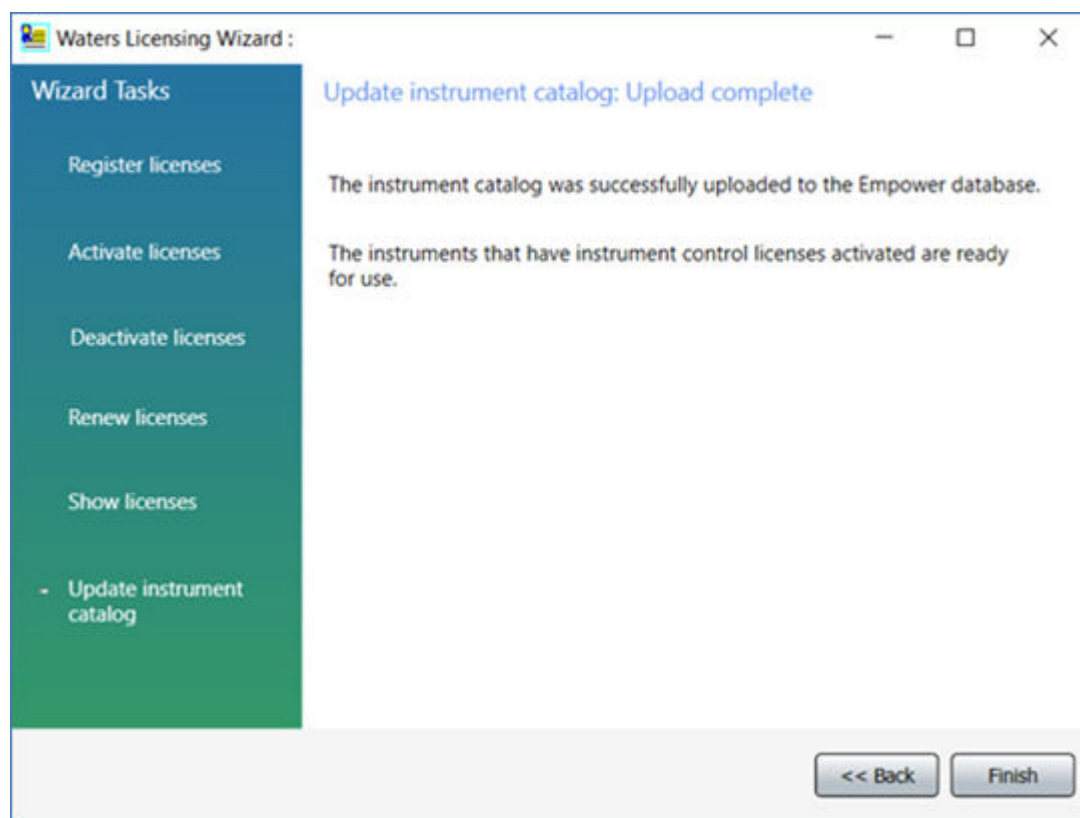 Waters Licensing Wizard :
Wizard Tasks
Register licenses
Activate licenses
Deactivate licenses
Renew licenses
Show licenses
- Update instrument
catalog
Update instrument catalog: Upload complete
The instrument catalog was successfully uploaded to the Empower database.
The instruments that have instrument control licenses activated are ready
for use.
<< Back
Finish